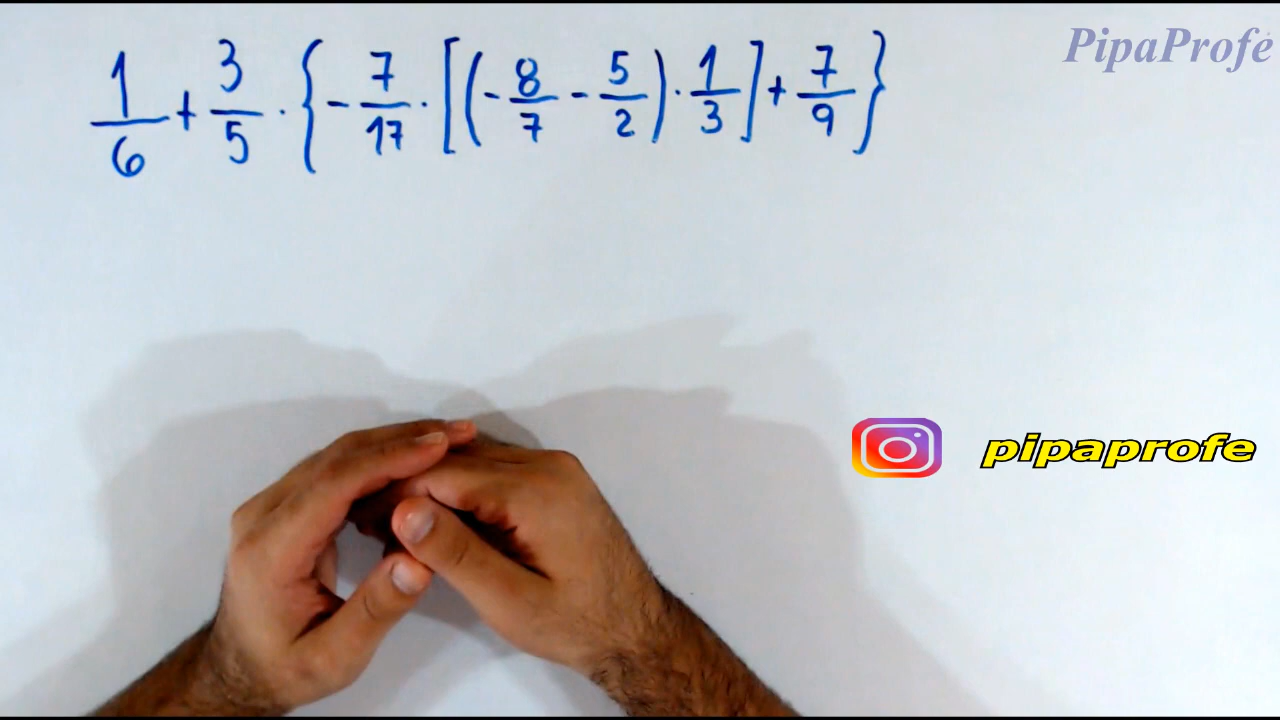 1/6 + 3/5 · { - 7/17 · [ ( - 8/7 - 5/2 ) · 1/3 ] + 7/9 }
PipaProfe
pipaprofe